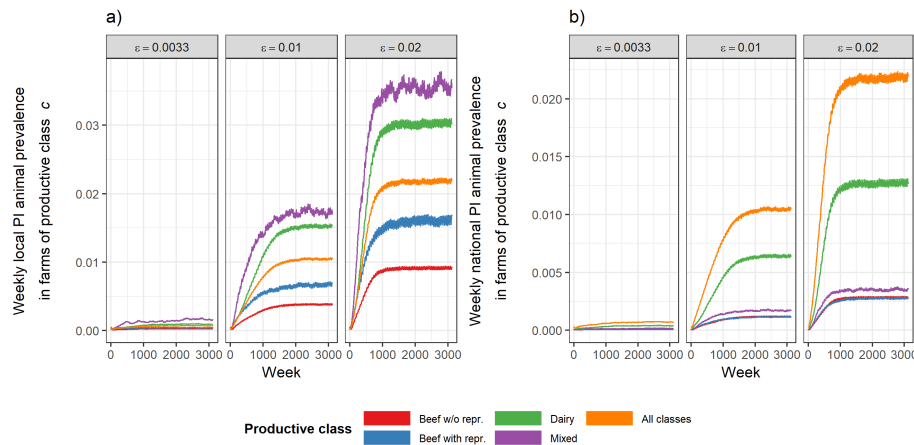 a)
ε = 0.0033
ε = 0.01
ε = 0.02
Weekly local PI animal prevalence
in farms of productive class c
0.03
0.02
0.01
0.00
0 1000 2000 3000
0 1000 2000 3000
0 1000 2000 3000
Week
b)
ε = 0.0033
ε = 0.01
ε = 0.02
Weekly national PI animal prevalence
in farms of productive class c
0.020
0.015
0.010
0.005
0.000
0 1000 2000 3000
0 1000 2000 3000
0 1000 2000 3000
Week
Productive class
Beef w/o repr.
Beef with repr.
Dairy
Mixed
All classes